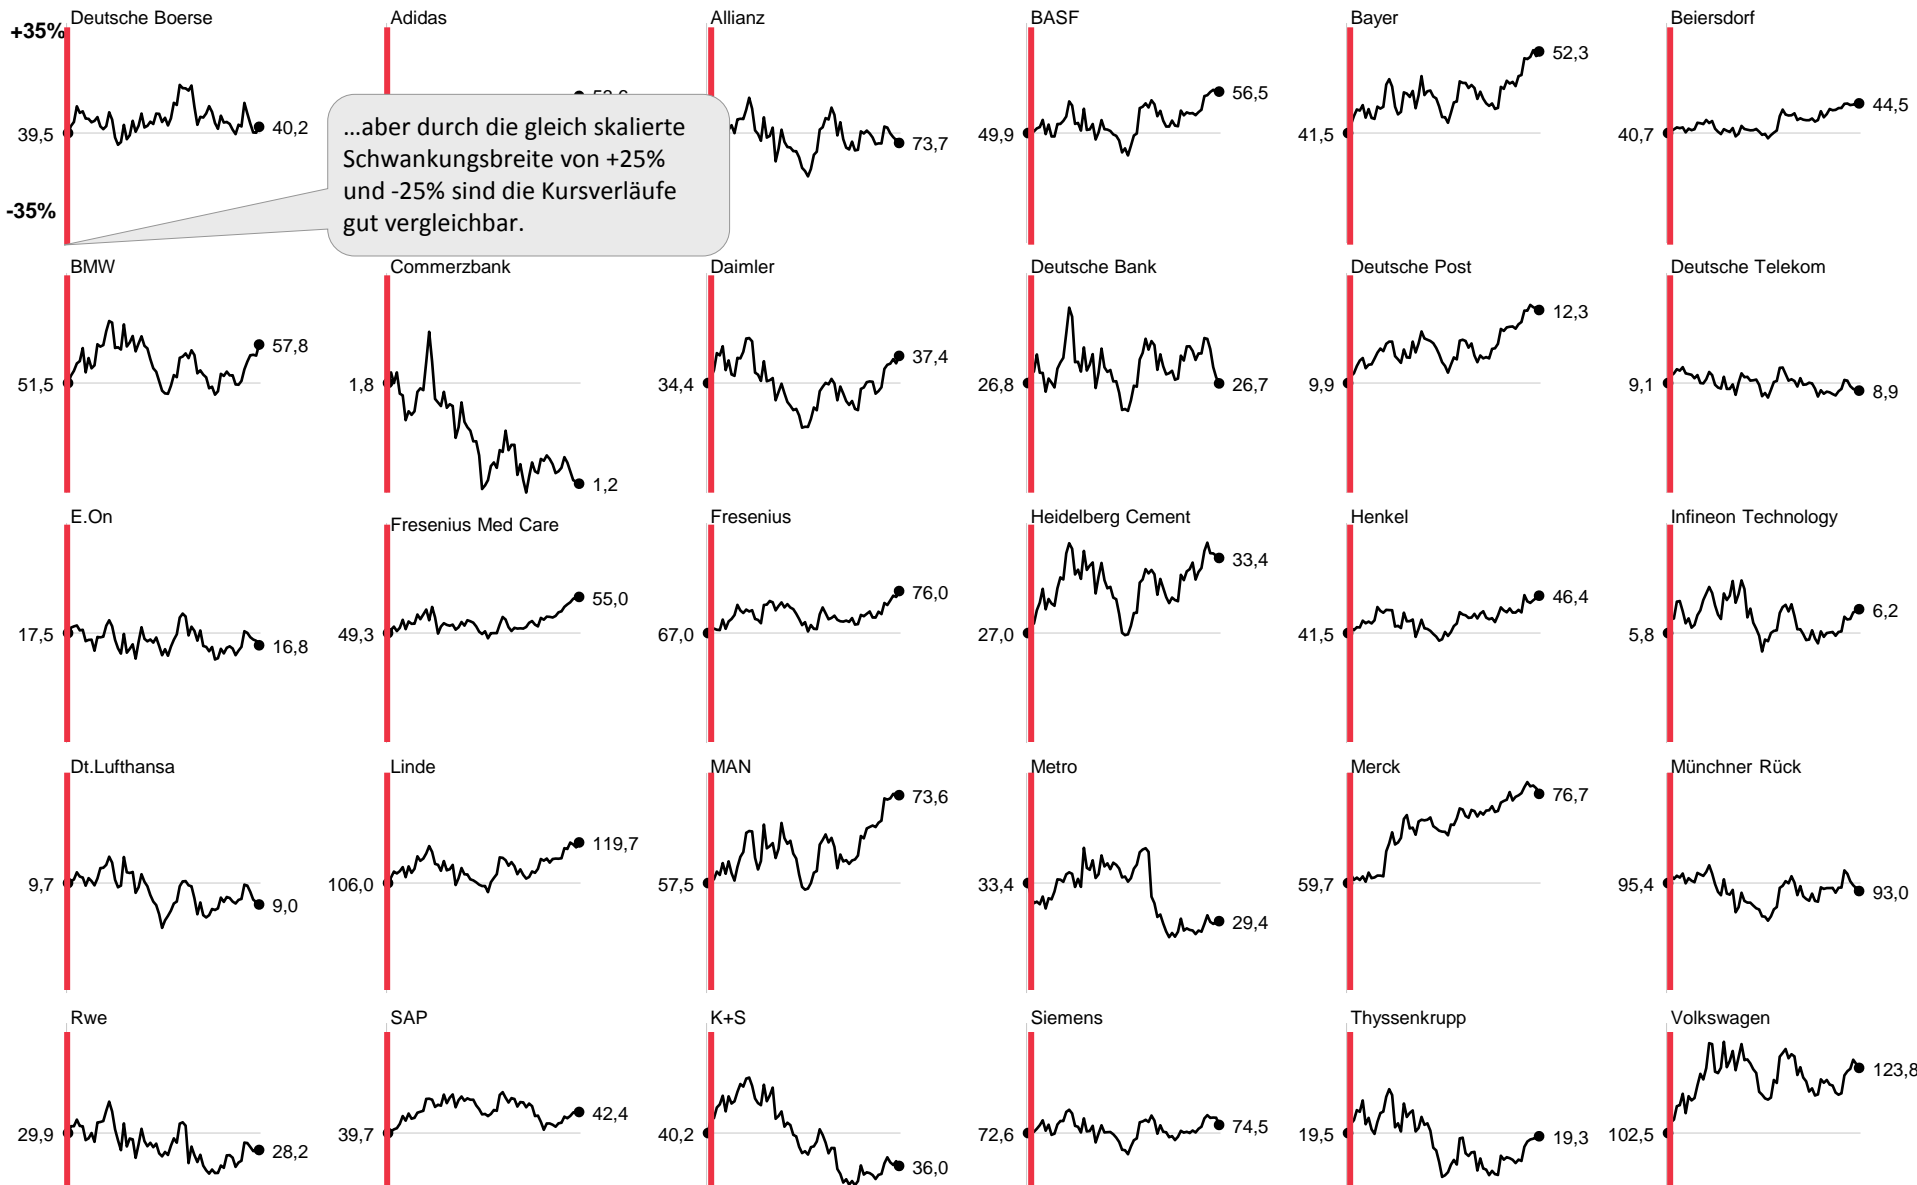 Deutsche Boerse
Adidas
Allianz
BASF
Bayer
Beiersdorf
+35%
39,5
40,2
73,7
49,9
56,5
41,5
52,3
40,7
44,5
-35%
...aber durch die gleich skalierte
Schwankungsbreite von +25%
und -25% sind die Kursverläufe
gut vergleichbar.
BMW
Commerzbank
Daimler
Deutsche Bank
Deutsche Post
Deutsche Telekom
51,5
57,8
1,8
1,2
34,4
37,4
26,8
26,7
9,9
12,3
9,1
8,9
E.On
Fresenius Med Care
Fresenius
Heidelberg Cement
Henkel
Infineon Technology
17,5
16,8
49,3
55,0
67,0
76,0
27,0
33,4
41,5
46,4
5,8
6,2
Dt.Lufthansa
Linde
MAN
Metro
Merck
Münchner Rück
9,7
9,0
106,0
119,7
57,5
73,6
33,4
29,4
59,7
76,7
95,4
93,0
Rwe
SAP
K+S
Siemens
Thyssenkrupp
Volkswagen
29,9
28,2
39,7
42,4
40,2
36,0
72,6
74,5
19,5
19,3
102,5
123,8